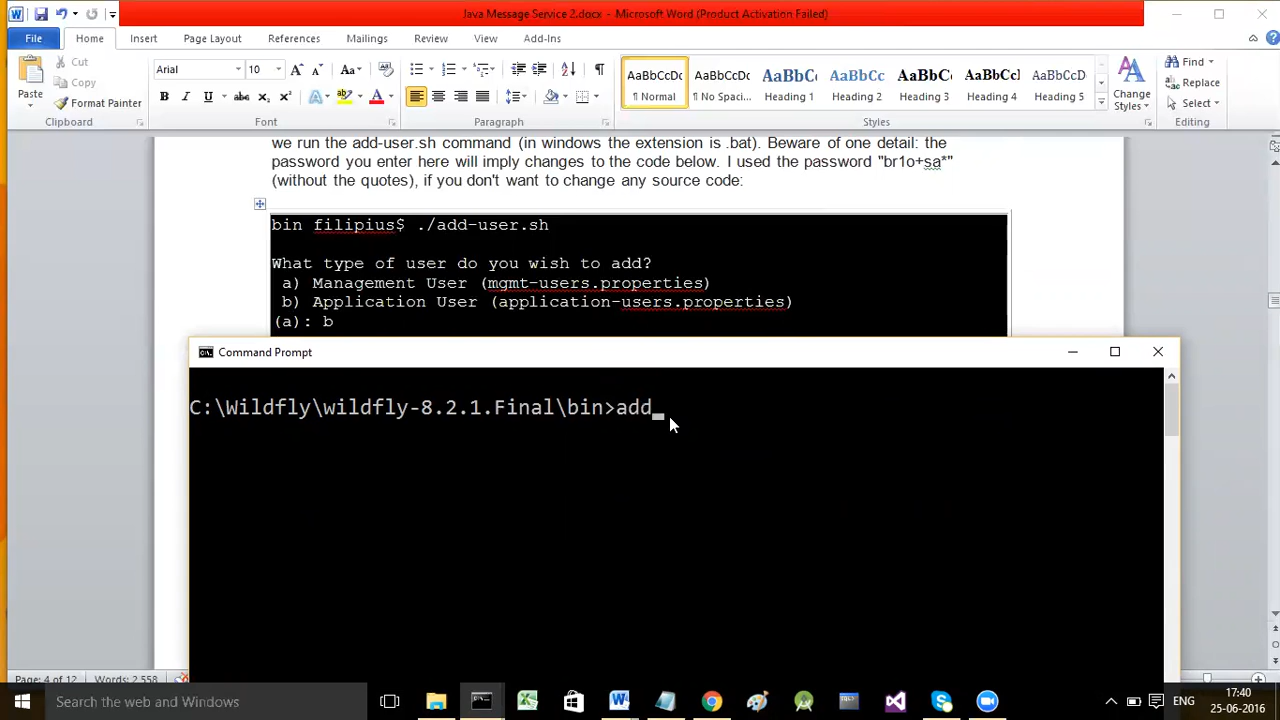 Java Message Service 2.docx - Microsoft Word (Product Activation Failed)
File Home Insert Page Layout References Mailings Review View Add-Ins
Paste
Cut
Copy
Format Painter
Clipboard
Arial 10
Font
Paragraph
AaBbCcDc AaBbCcDc AaBbC AaBbCc AaBbCc AaBbCc AaBbCcD
¶ Normal ¶ No Spaci... Heading 1 Heading 2 Heading 3 Heading 4 Heading 5
Styles
Change Styles
Find
Replace
Select
Editing
we run the add-user.sh command (in windows the extension is .bat). Beware of one detail: the
password you enter here will imply changes to the code below. I used the password "br1o+sa*"
(without the quotes), if you don't want to change any source code:
bin filipius$ ./add-user.sh
What type of user do you wish to add?
a) Management User (mgmt-users.properties)
b) Application User (application-users.properties)
(a): b
Command Prompt
C:\Wildfly\wildfly-8.2.1.Final\bin>add_
Page: 4 of 12 Words: 2,558
Search the web and Windows
ENG
17:40
25-06-2016